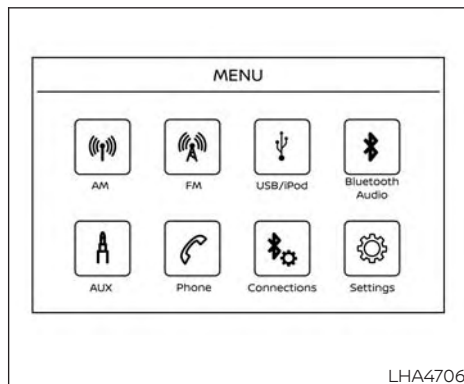 MENU
AM
FM
USB/iPod
Bluetooth
Audio
AUX
Phone
Connections
Settings
LHA4706